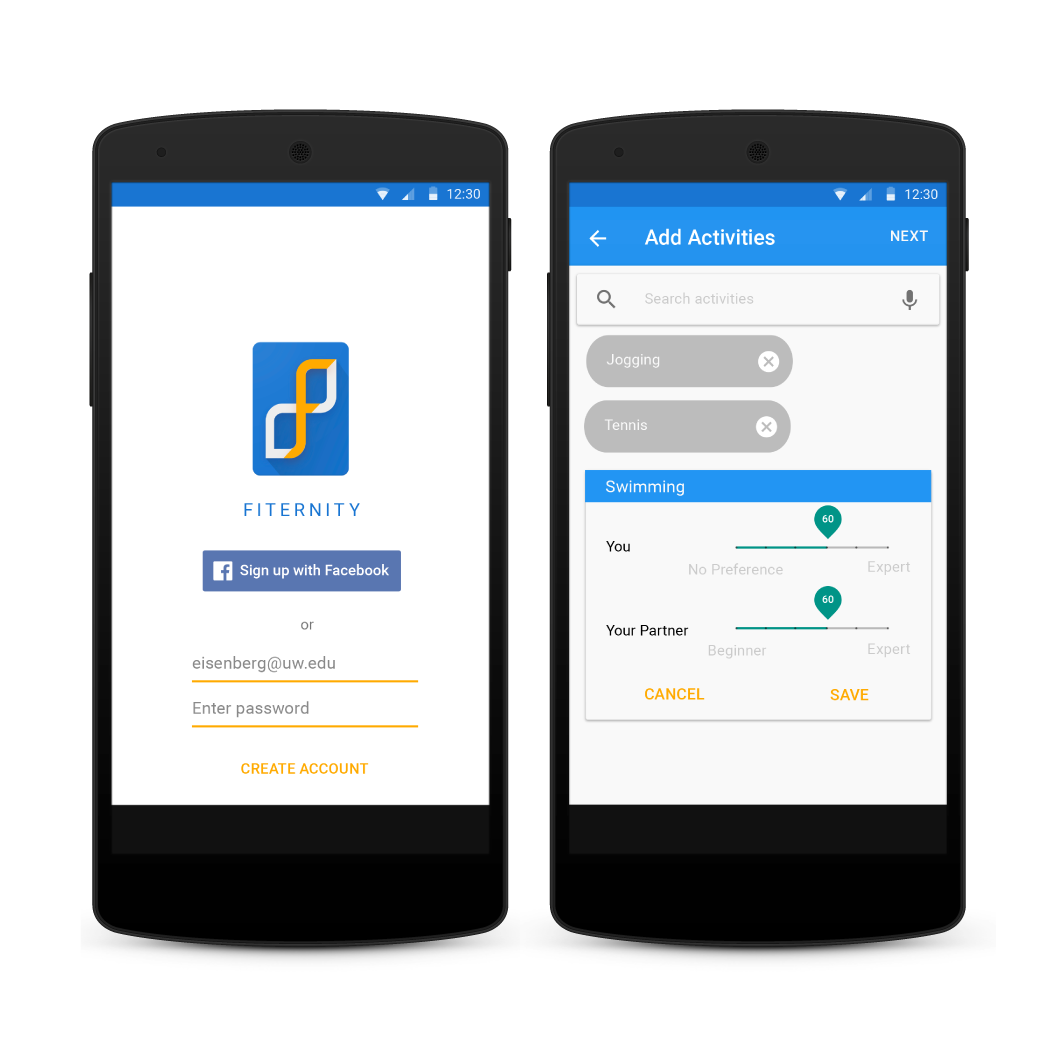 12:30
FITERNITY
Sign up with Facebook
or
eisenberg@uw.edu
Enter password
CREATE ACCOUNT
12:30
Add Activities
NEXT
Search activities
Jogging
Tennis
Swimming
60
You
No Preference
Expert
60
Your Partner
Beginner
Expert
CANCEL
SAVE